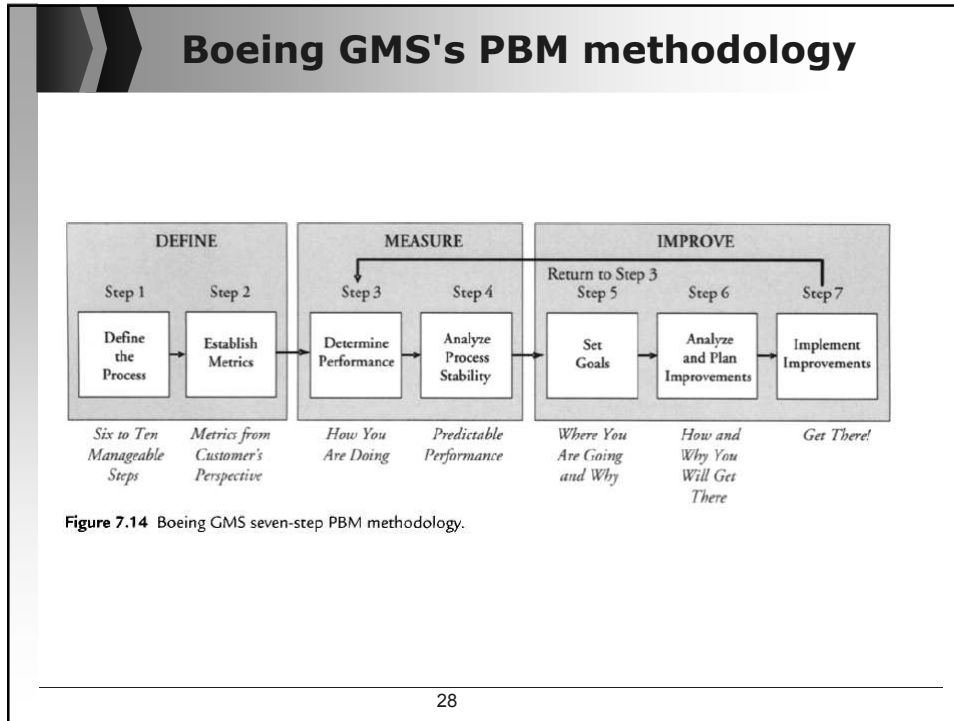 Boeing GMS's PBM methodology
DEFINE
MEASURE
IMPROVE
Return to Step 3
Step 1
Step 2
Step 3
Step 4
Step 5
Step 6
Step 7
Define
the
Process
Establish
Metrics
Determine
Performance
Analyze
Process
Stability
Set
Goals
Analyze
and Plan
Improvements
Implement
Improvements
Six to Ten
Manageable
Steps
Metrics from
Customer's
Perspective
How You
Are Doing
Predictable
Performance
Where You
Are Going
and Why
How and
Why You
Will Get
There
Get There!
Figure 7.14 Boeing GMS seven-step PBM methodology.
28